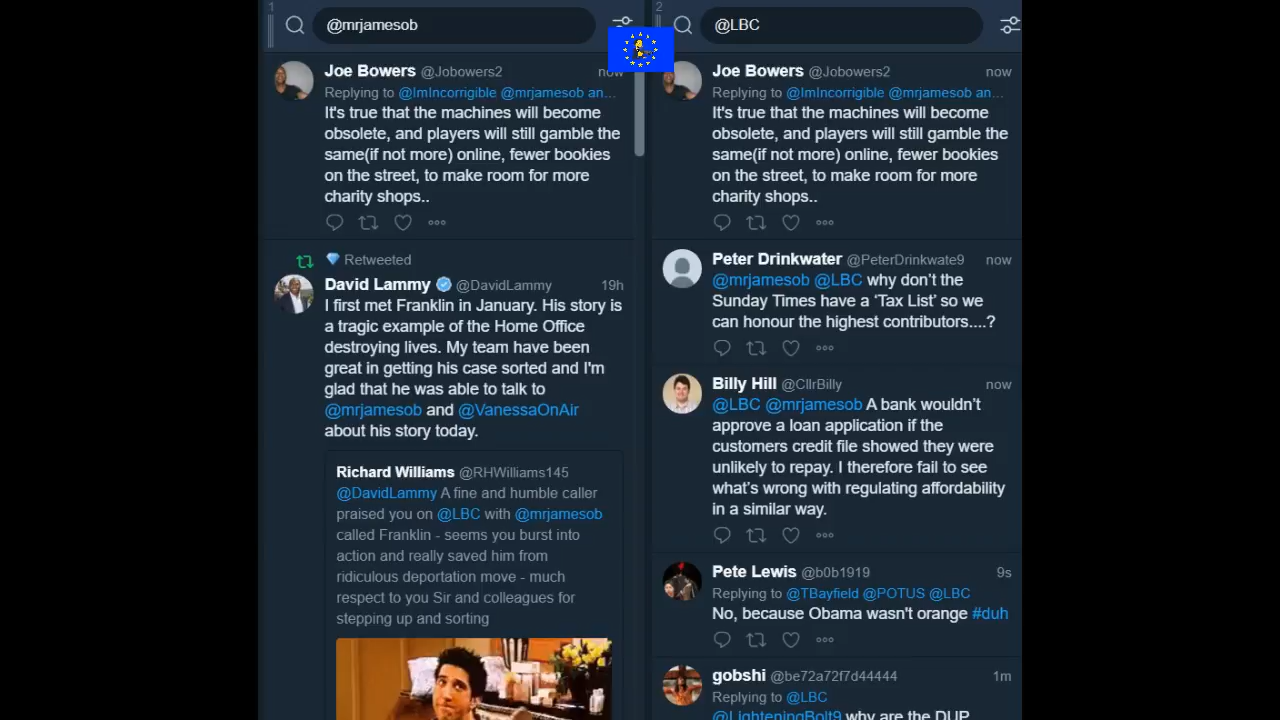 1
@mrjamesob
Joe Bowers @Jobowers2 now
Replying to @ImIncorrigible @mrjamesob an...
It's true that the machines will become
obsolete, and players will still gamble the
same(if not more) online, fewer bookies
on the street, to make room for more
charity shops..
Retweeted
David Lammy @DavidLammy 19h
I first met Franklin in January. His story is
a tragic example of the Home Office
destroying lives. My team have been
great in getting his case sorted and I'm
glad that he was able to talk to
@mrjamesob and @VanessaOnAir
about his story today.
Richard Williams @RHWilliams145
@DavidLammy A fine and humble caller
praised you on @LBC with @mrjamesob
called Franklin - seems you burst into
action and really saved him from
ridiculous deportation move - much
respect to you Sir and colleagues for
stepping up and sorting
2
@LBC
Joe Bowers @Jobowers2 now
Replying to @ImIncorrigible @mrjamesob an...
It's true that the machines will become
obsolete, and players will still gamble the
same(if not more) online, fewer bookies
on the street, to make room for more
charity shops..
Peter Drinkwater @PeterDrinkwate9 now
@mrjamesob @LBC why don’t the
Sunday Times have a ‘Tax List’ so we
can honour the highest contributors....?
Billy Hill @CllrBilly now
@LBC @mrjamesob A bank wouldn’t
approve a loan application if the
customers credit file showed they were
unlikely to repay. I therefore fail to see
what’s wrong with regulating affordability
in a similar way.
Pete Lewis @b0b1919 9s
Replying to @TBayfield @POTUS @LBC
No, because Obama wasn't orange #duh
gobshi @be72a72f7d44444 1m
Replying to @LBC
@LighteningBolt9 why are the DUP